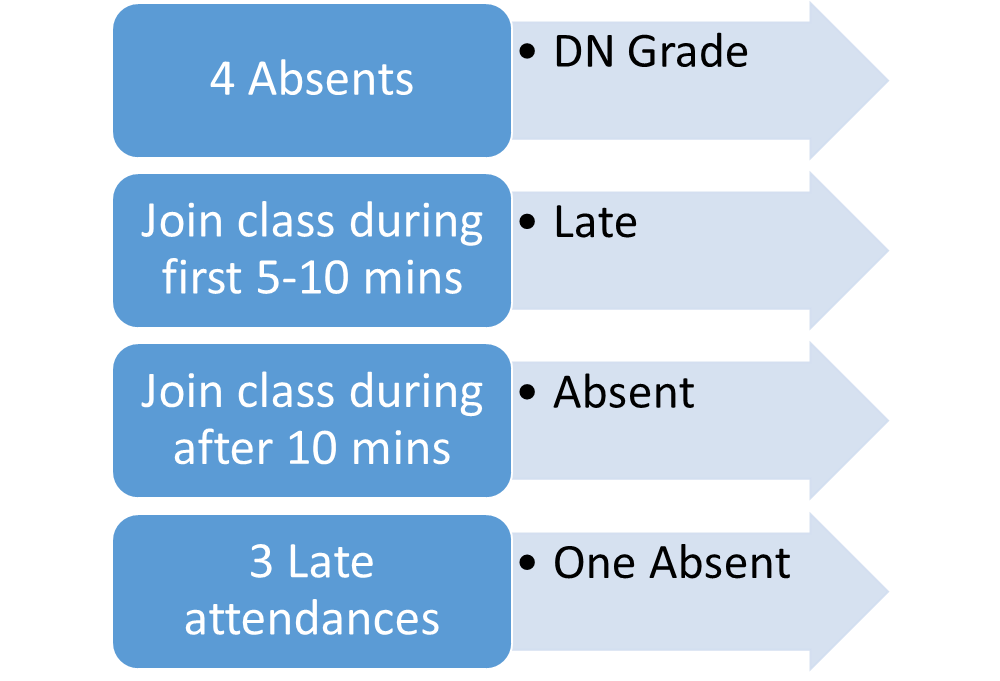 4 Absents
• DN Grade
Join class during
first 5-10 mins
• Late
Join class during
after 10 mins
• Absent
3 Late
attendances
• One Absent